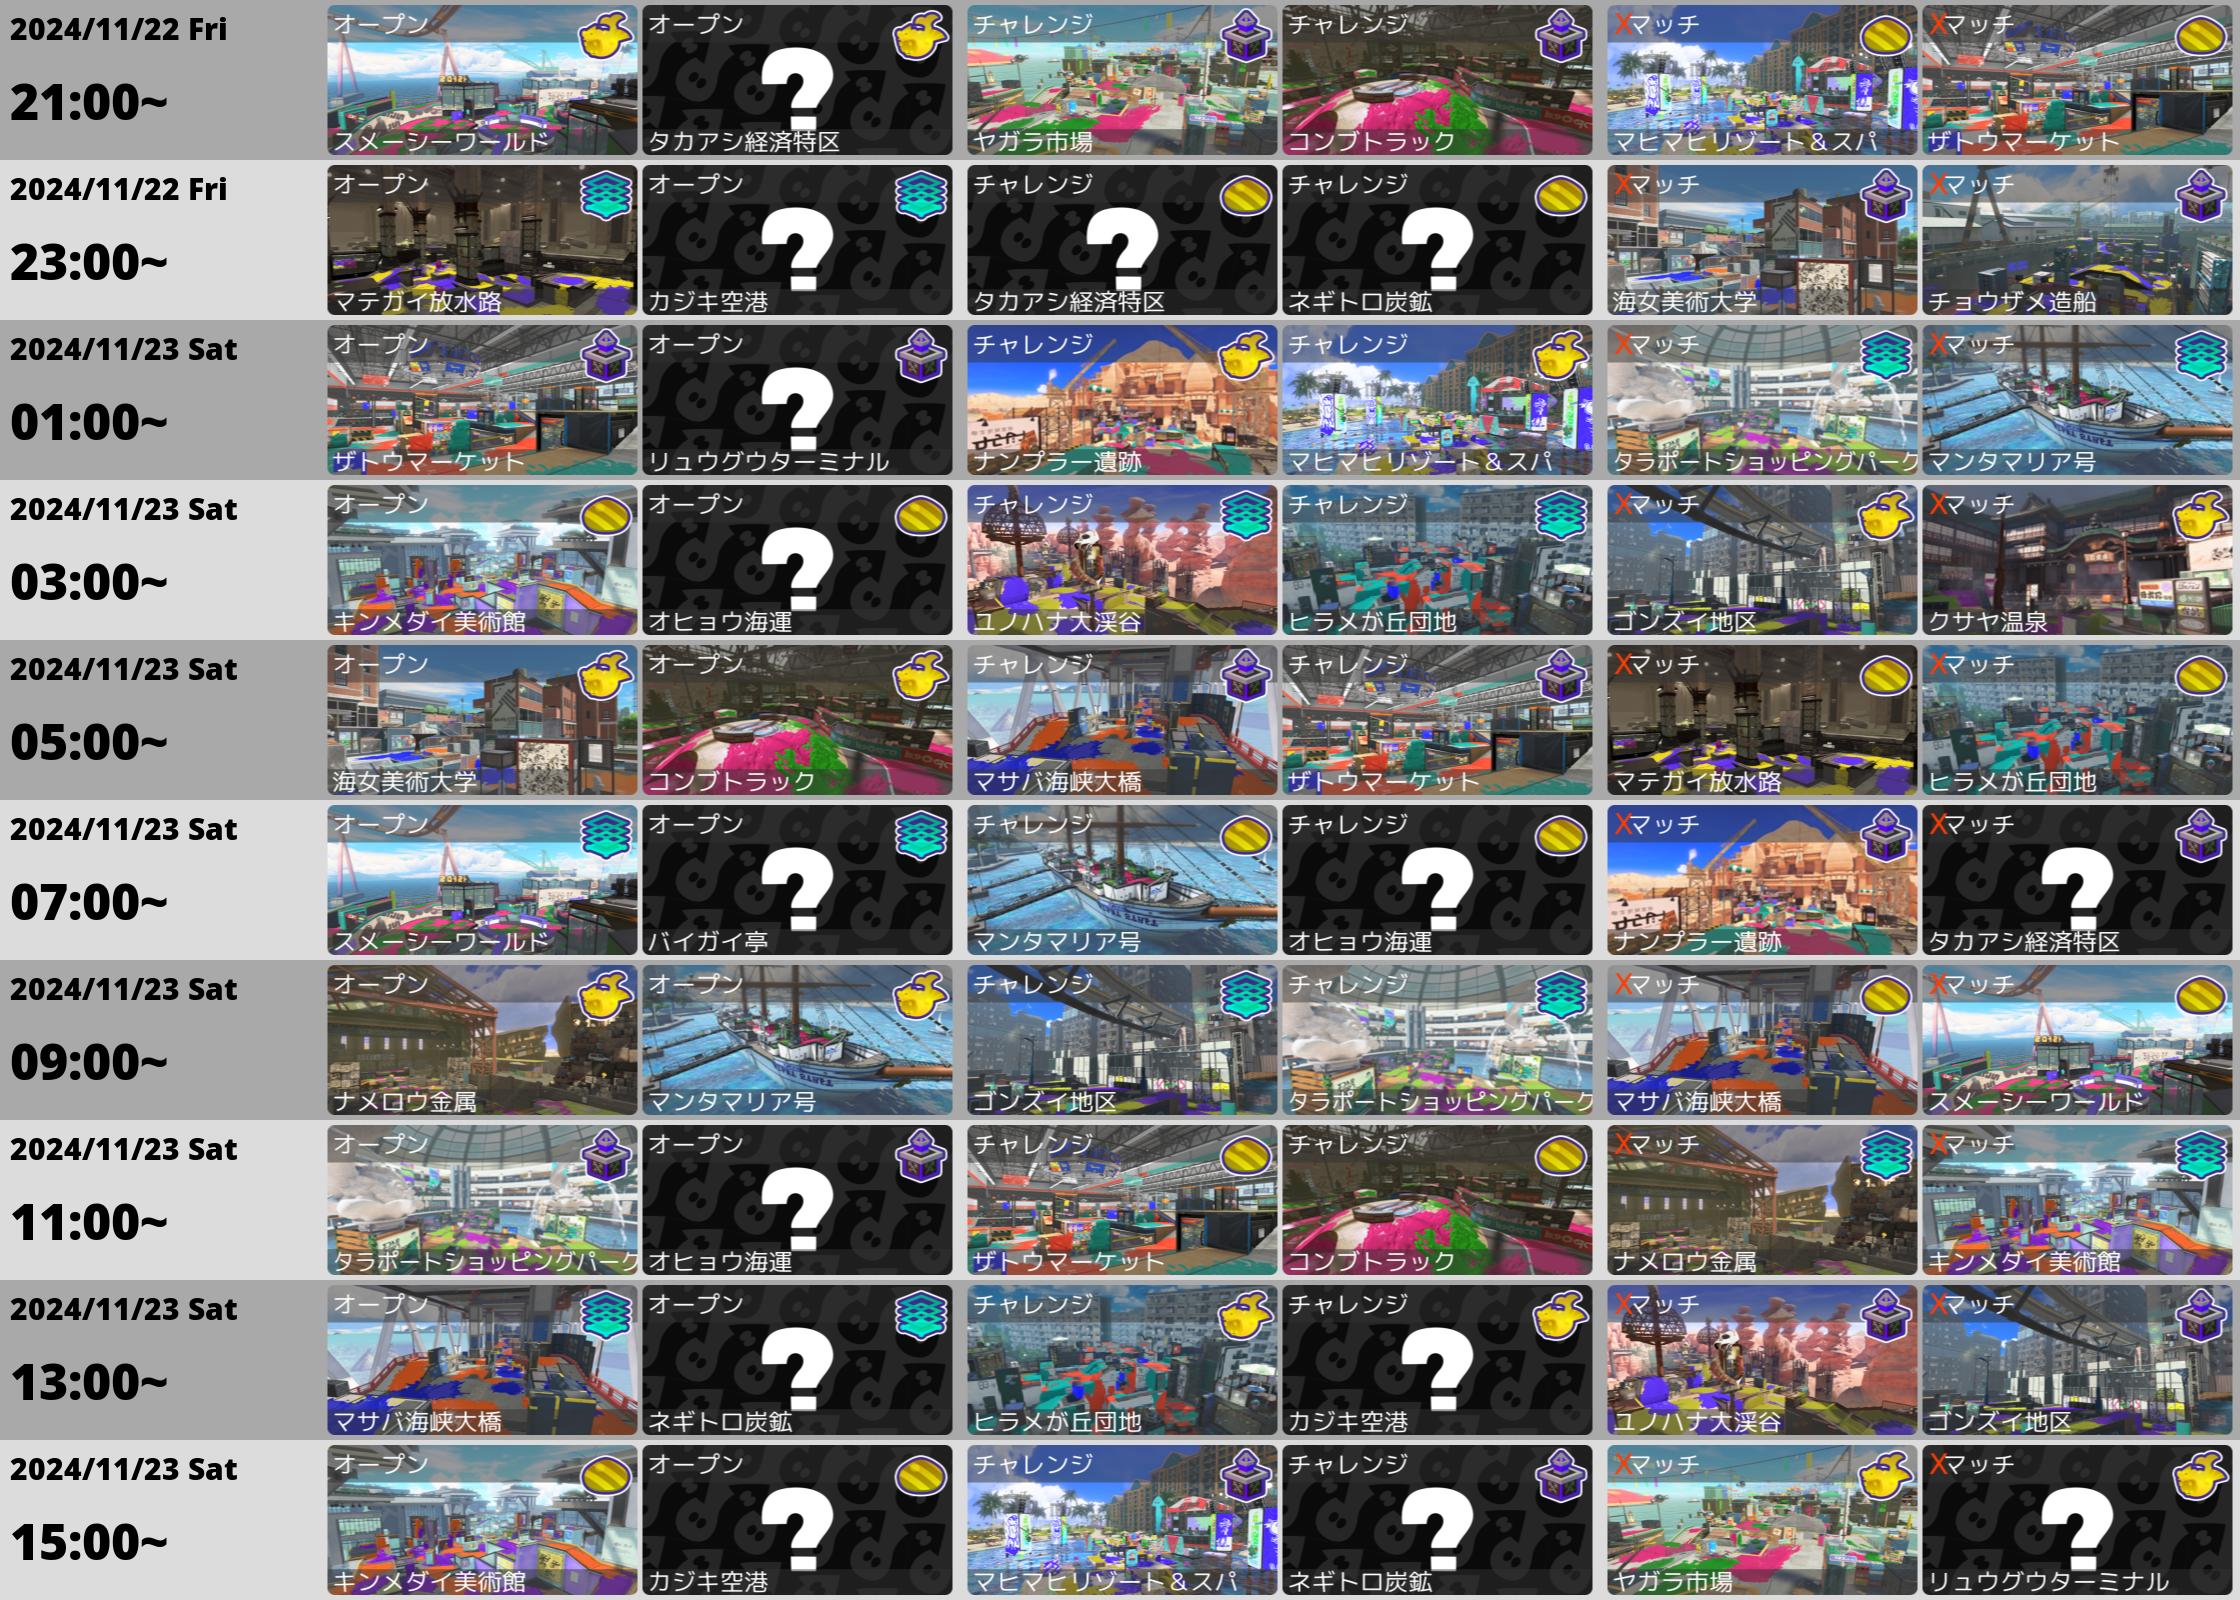 2024/11/22 Fri
21:00~
オープン
スメーシーワールド
オープン
タカアシ経済特区
チャレンジ
ヤガラ市場
チャレンジ
コンブトラック
Xマッチ
マヒマヒリゾート＆スパ
Xマッチ
ザトウマーケット
2024/11/22 Fri
23:00~
オープン
マテガイ放水路
オープン
カジキ空港
チャレンジ
タカアシ経済特区
チャレンジ
ネギトロ炭鉱
Xマッチ
海女美術大学
Xマッチ
チョウザメ造船
2024/11/23 Sat
01:00~
オープン
ザトウマーケット
オープン
リュウグウターミナル
チャレンジ
ナンプラー遺跡
チャレンジ
マヒマヒリゾート＆スパ
Xマッチ
タラポートショッピングパーク
Xマッチ
マンタマリア号
2024/11/23 Sat
03:00~
オープン
キンメダイ美術館
オープン
オヒョウ海運
チャレンジ
ユノハナ大渓谷
チャレンジ
ヒラメが丘団地
Xマッチ
ゴンズイ地区
Xマッチ
クサヤ温泉
2024/11/23 Sat
05:00~
オープン
海女美術大学
オープン
コンブトラック
チャレンジ
マサバ海峡大橋
チャレンジ
ザトウマーケット
Xマッチ
マテガイ放水路
Xマッチ
ヒラメが丘団地
2024/11/23 Sat
07:00~
オープン
スメーシーワールド
オープン
バイガイ亭
チャレンジ
マンタマリア号
チャレンジ
オヒョウ海運
Xマッチ
ナンプラー遺跡
Xマッチ
タカアシ経済特区
2024/11/23 Sat
09:00~
オープン
ナメロウ金属
オープン
マンタマリア号
チャレンジ
ゴンズイ地区
チャレンジ
タラポートショッピングパーク
Xマッチ
マサバ海峡大橋
Xマッチ
スメーシーワールド
2024/11/23 Sat
11:00~
オープン
タラポートショッピングパーク
オープン
オヒョウ海運
チャレンジ
ザトウマーケット
チャレンジ
コンブトラック
Xマッチ
ナメロウ金属
Xマッチ
キンメダイ美術館
2024/11/23 Sat
13:00~
オープン
マサバ海峡大橋
オープン
ネギトロ炭鉱
チャレンジ
ヒラメが丘団地
チャレンジ
カジキ空港
Xマッチ
ユノハナ大渓谷
Xマッチ
ゴンズイ地区
2024/11/23 Sat
15:00~
オープン
キンメダイ美術館
オープン
カジキ空港
チャレンジ
マヒマヒリゾート＆スパ
チャレンジ
ネギトロ炭鉱
Xマッチ
ヤガラ市場
Xマッチ
リュウグウターミナル